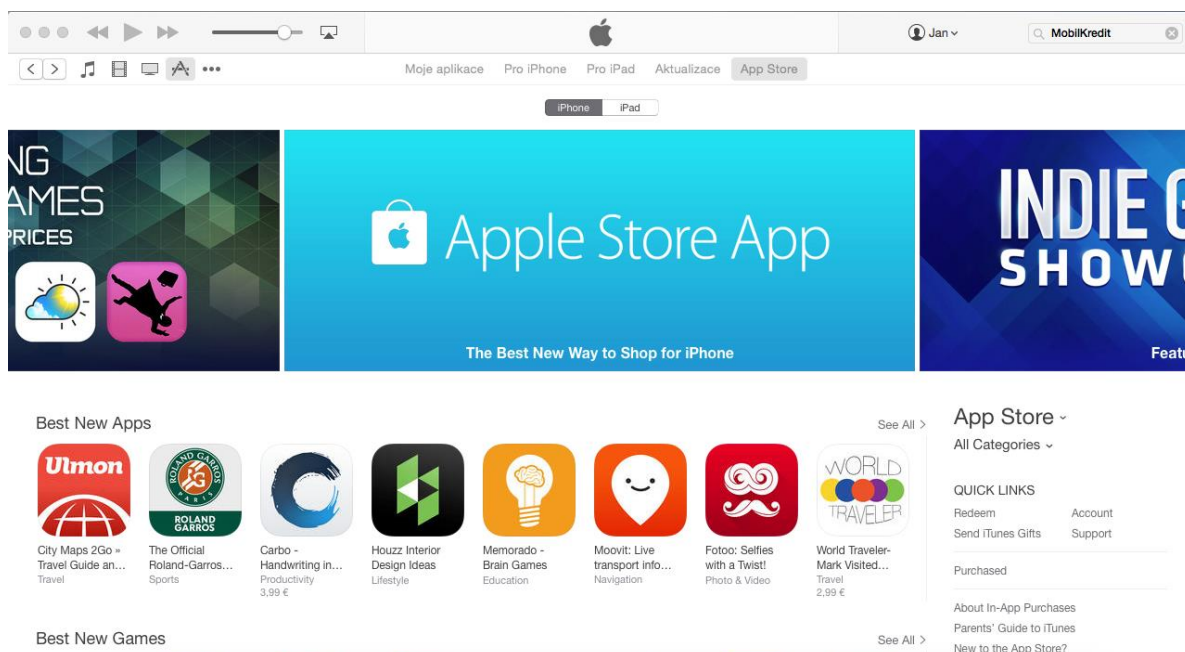 Jan
MobilKredit
Moje aplikace Pro iPhone Pro iPad Aktualizace App Store
iPhone iPad
NG
AMES
PRICES
Apple Store App
The Best New Way to Shop for iPhone
INDIE G
SHOW
Featu
Best New Apps
See All >
Ulmon
ROLAND GARROS
PARIS
ROLAND
GARROS
WORLD
TRAVELER
City Maps 2Go »
Travel Guide an...
Travel
The Official
Roland-Garros...
Sports
Carbo -
Handwriting in...
Productivity
3,99 €
Houzz Interior
Design Ideas
Lifestyle
Memorado -
Brain Games
Education
Moovit: Live
transport info...
Navigation
Fotoo: Selfies
with a Twist!
Photo & Video
World Traveler-
Mark Visited...
Travel
2,99 €
App Store
All Categories
QUICK LINKS
Redeem Account
Send iTunes Gifts Support
Purchased
About In-App Purchases
Parents' Guide to iTunes
New to the App Store?
Best New Games
See All >